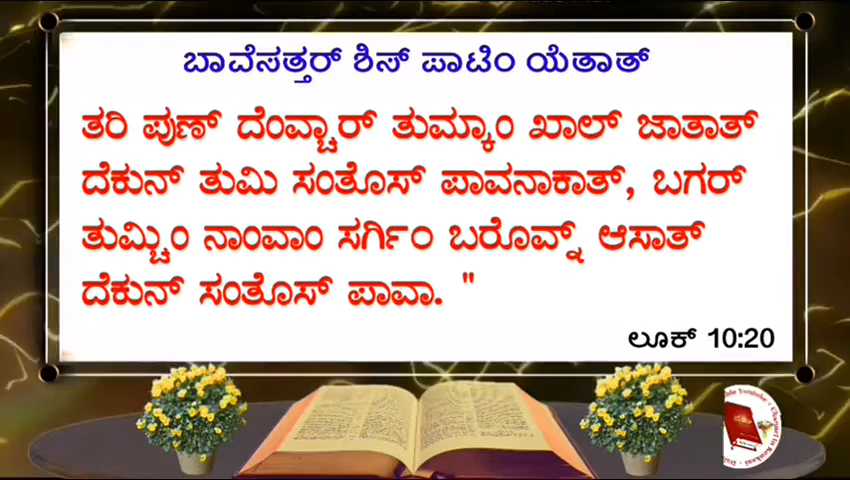 ಬಾವೆಸತ್ತರ್ ಶಿಸ್ ಪಾಟಿಂ ಯೆತಾತ್
ತರಿ ಪುಣ್ ದೆಂವ್ಚಾರ್ ತುಮ್ಕಾಂ ಖಾಲ್ ಜಾತಾತ್
ದೆಕುನ್ ತುಮಿ ಸಂತೊಸ್ ಪಾವನಾಕಾತ್, ಬಗರ್
ತುಮ್ಚಿಂ ನಾಂವಾಂ ಸರ್ಗಿಂ ಬರೊವ್ನ್ ಆಸಾತ್
ದೆಕುನ್ ಸಂತೊಸ್ ಪಾವಾ. "
ಲೂಕ್ 10:20